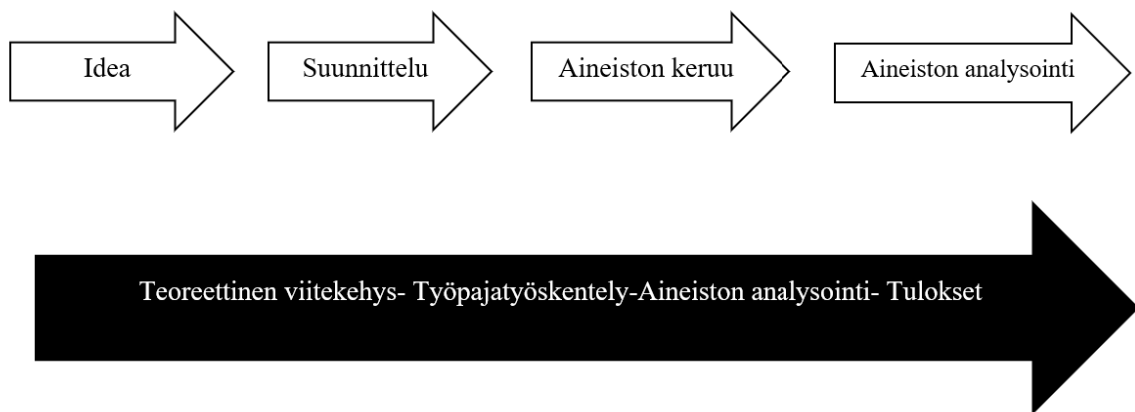 Idea
Suunnittelu
Aineiston keruu
Aineiston analysointi
Teoreettinen viitekehys- Työpajatyöskentely-Aineiston analysointi- Tulokset